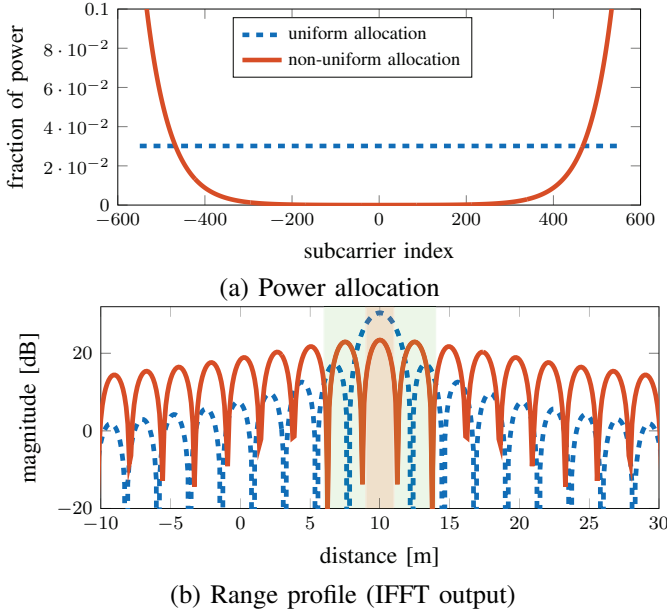 0.1
8 · 10⁻²
6 · 10⁻²
4 · 10⁻²
2 · 10⁻²
0
fraction of power
uniform allocation
non-uniform allocation
−600 −400 −200 0 200 400 600
subcarrier index
(a) Power allocation
20
0
−20
magnitude [dB]
−10 −5 0 5 10 15 20 25 30
distance [m]
(b) Range profile (IFFT output)